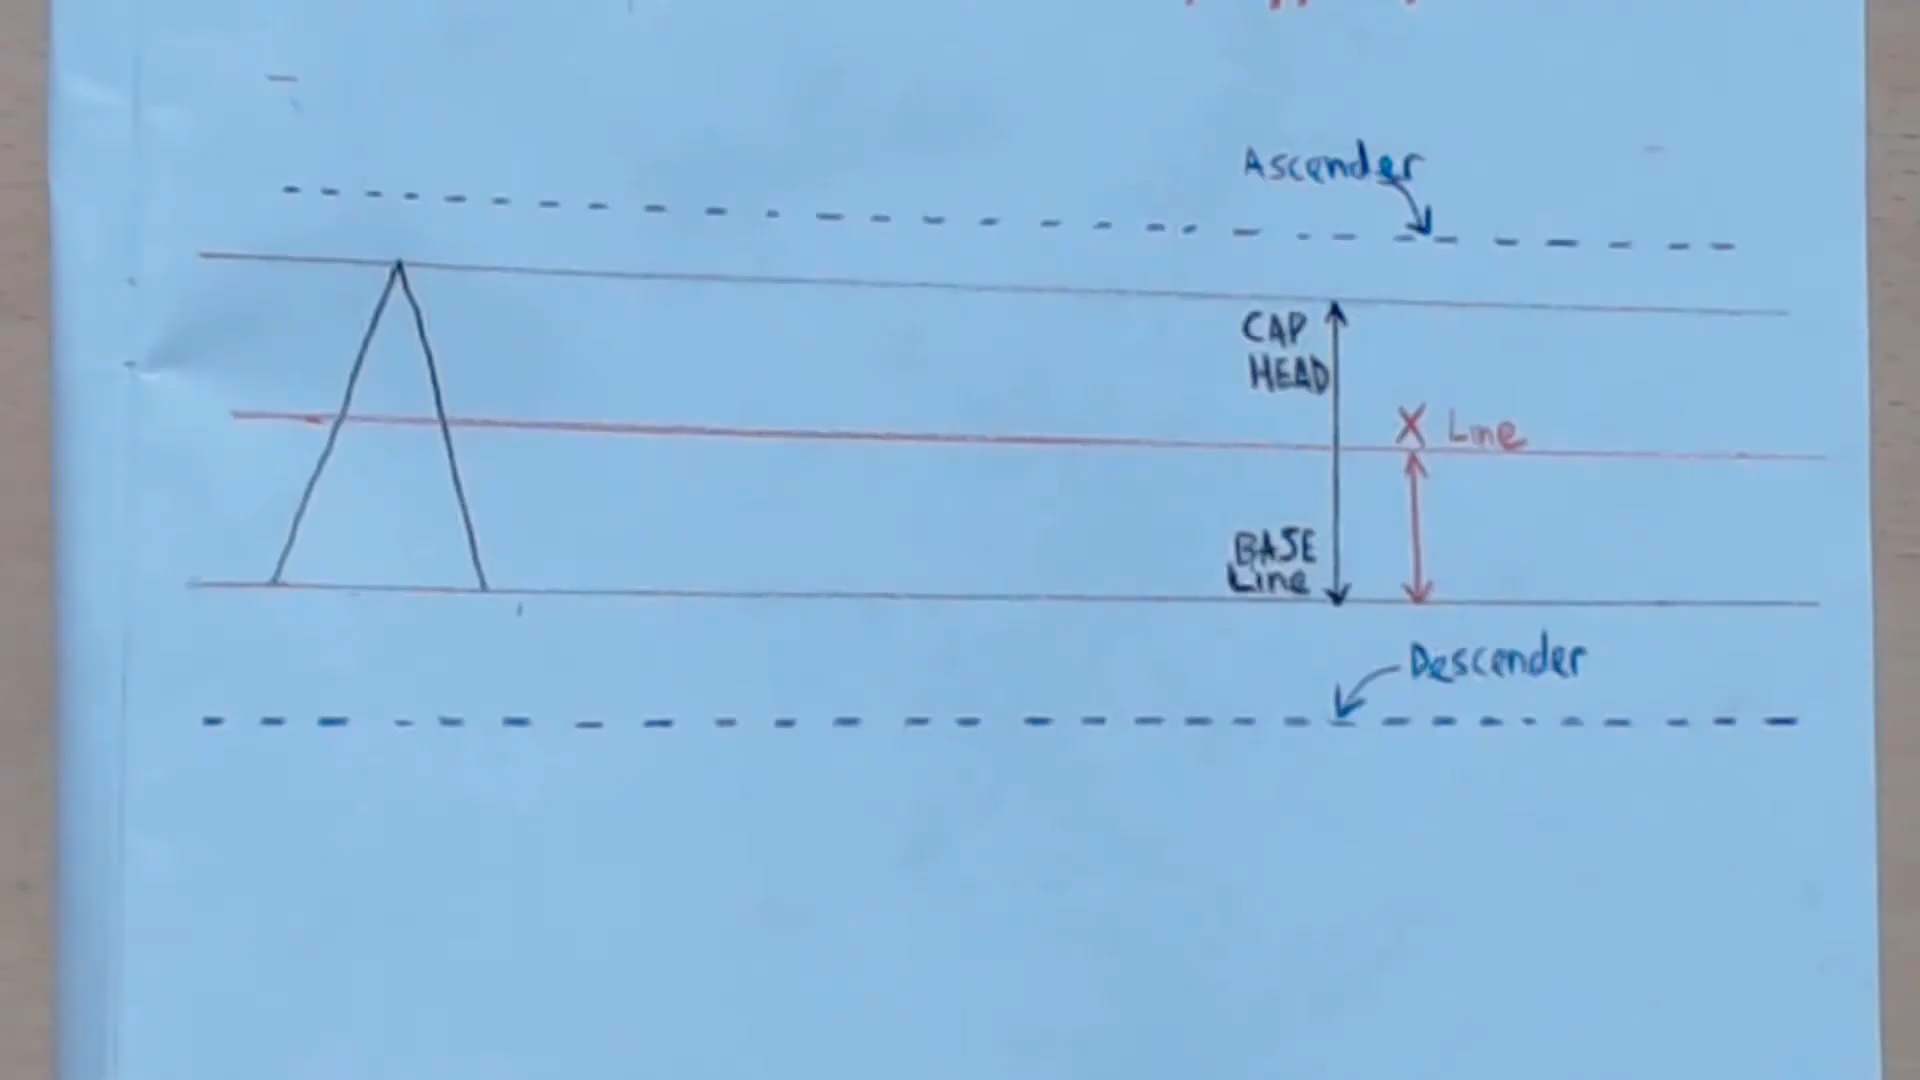 Ascender
CAP
HEAD
X Line
BASE
Line
Descender